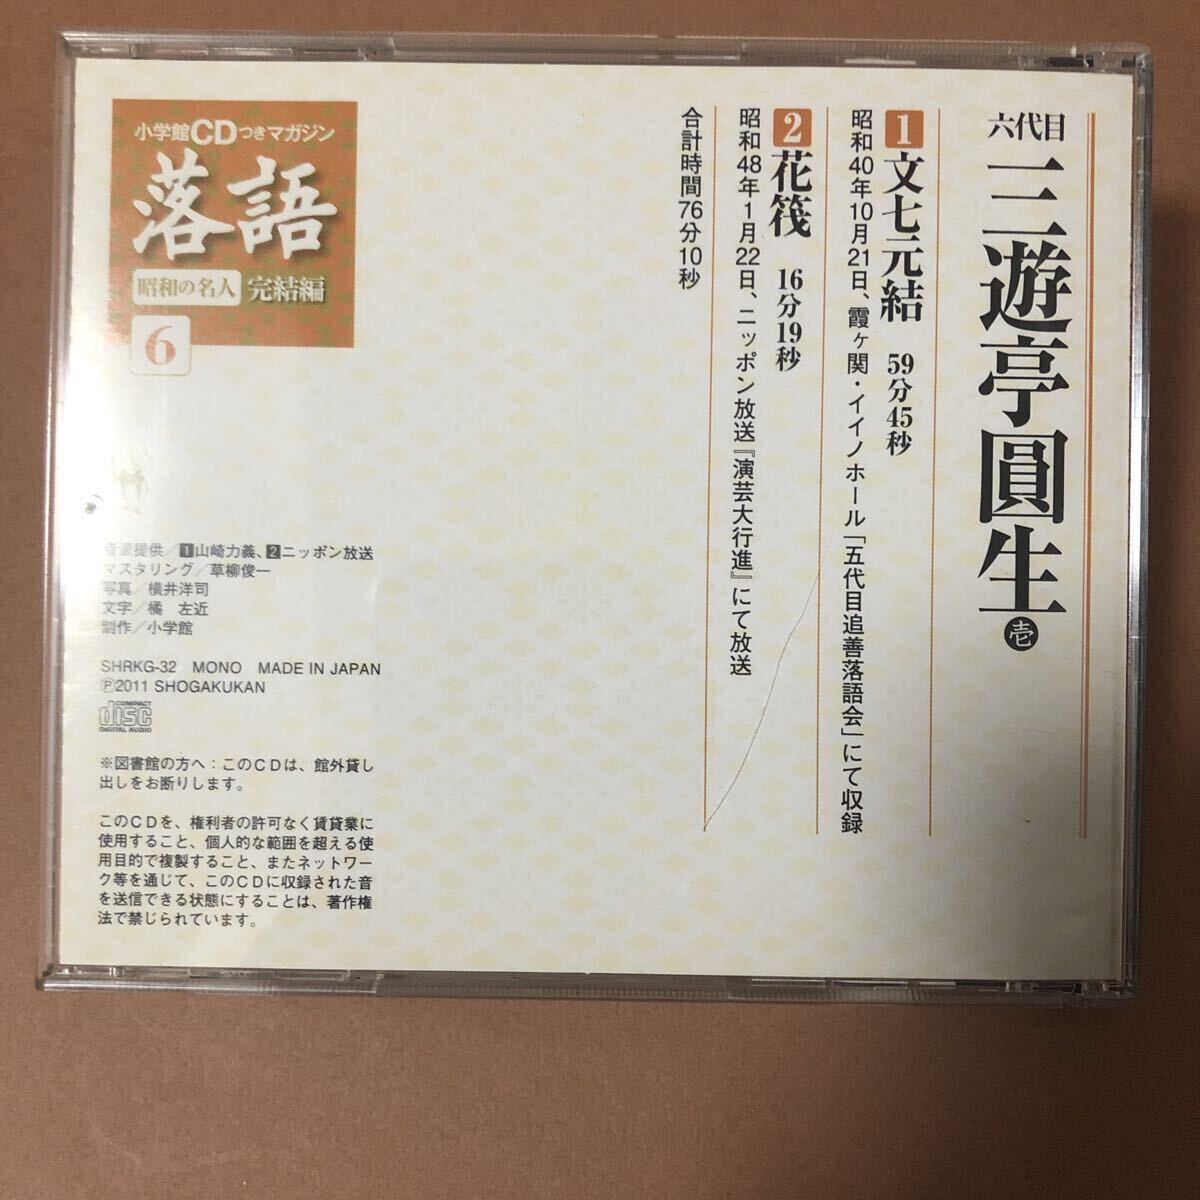 六代目 三遊亭圓生 壱
1 文七元結 59分45秒
昭和40年10月21日、霞ヶ関・イイノホール「五代目追善落語会」にて収録
2 花筏 16分19秒
昭和48年1月22日、ニッポン放送『演芸大行進』にて放送
合計時間76分10秒
小学館CDつきマガジン
落語
昭和の名人 完結編
6
音源提供/1山崎力義、2ニッポン放送
マスタリング/草柳俊一
写真/横井洋司
文字/橘 左近
制作/小学館
SHRKG-32 MONO MADE IN JAPAN
Ⓟ2011 SHOGAKUKAN
COMPACT
disc
DIGITAL AUDIO
※図書館の方へ:このCDは、館外貸し
出しをお断りします。
このCDを、権利者の許可なく賃貸業に
使用すること、個人的な範囲を超える使
用目的で複製すること、またネットワー
ク等を通じて、このCDに収録された音
を送信できる状態にすることは、著作権
法で禁じられています。